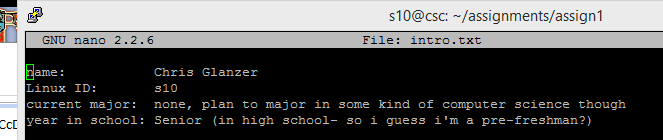 s10@csc: ~/assignments/assign1
GNU nano 2.2.6 File: intro.txt
name: Chris Glanzer
Linux ID: s10
current major: none, plan to major in some kind of computer science though
year in school: Senior (in high school- so i guess i'm a pre-freshman?)